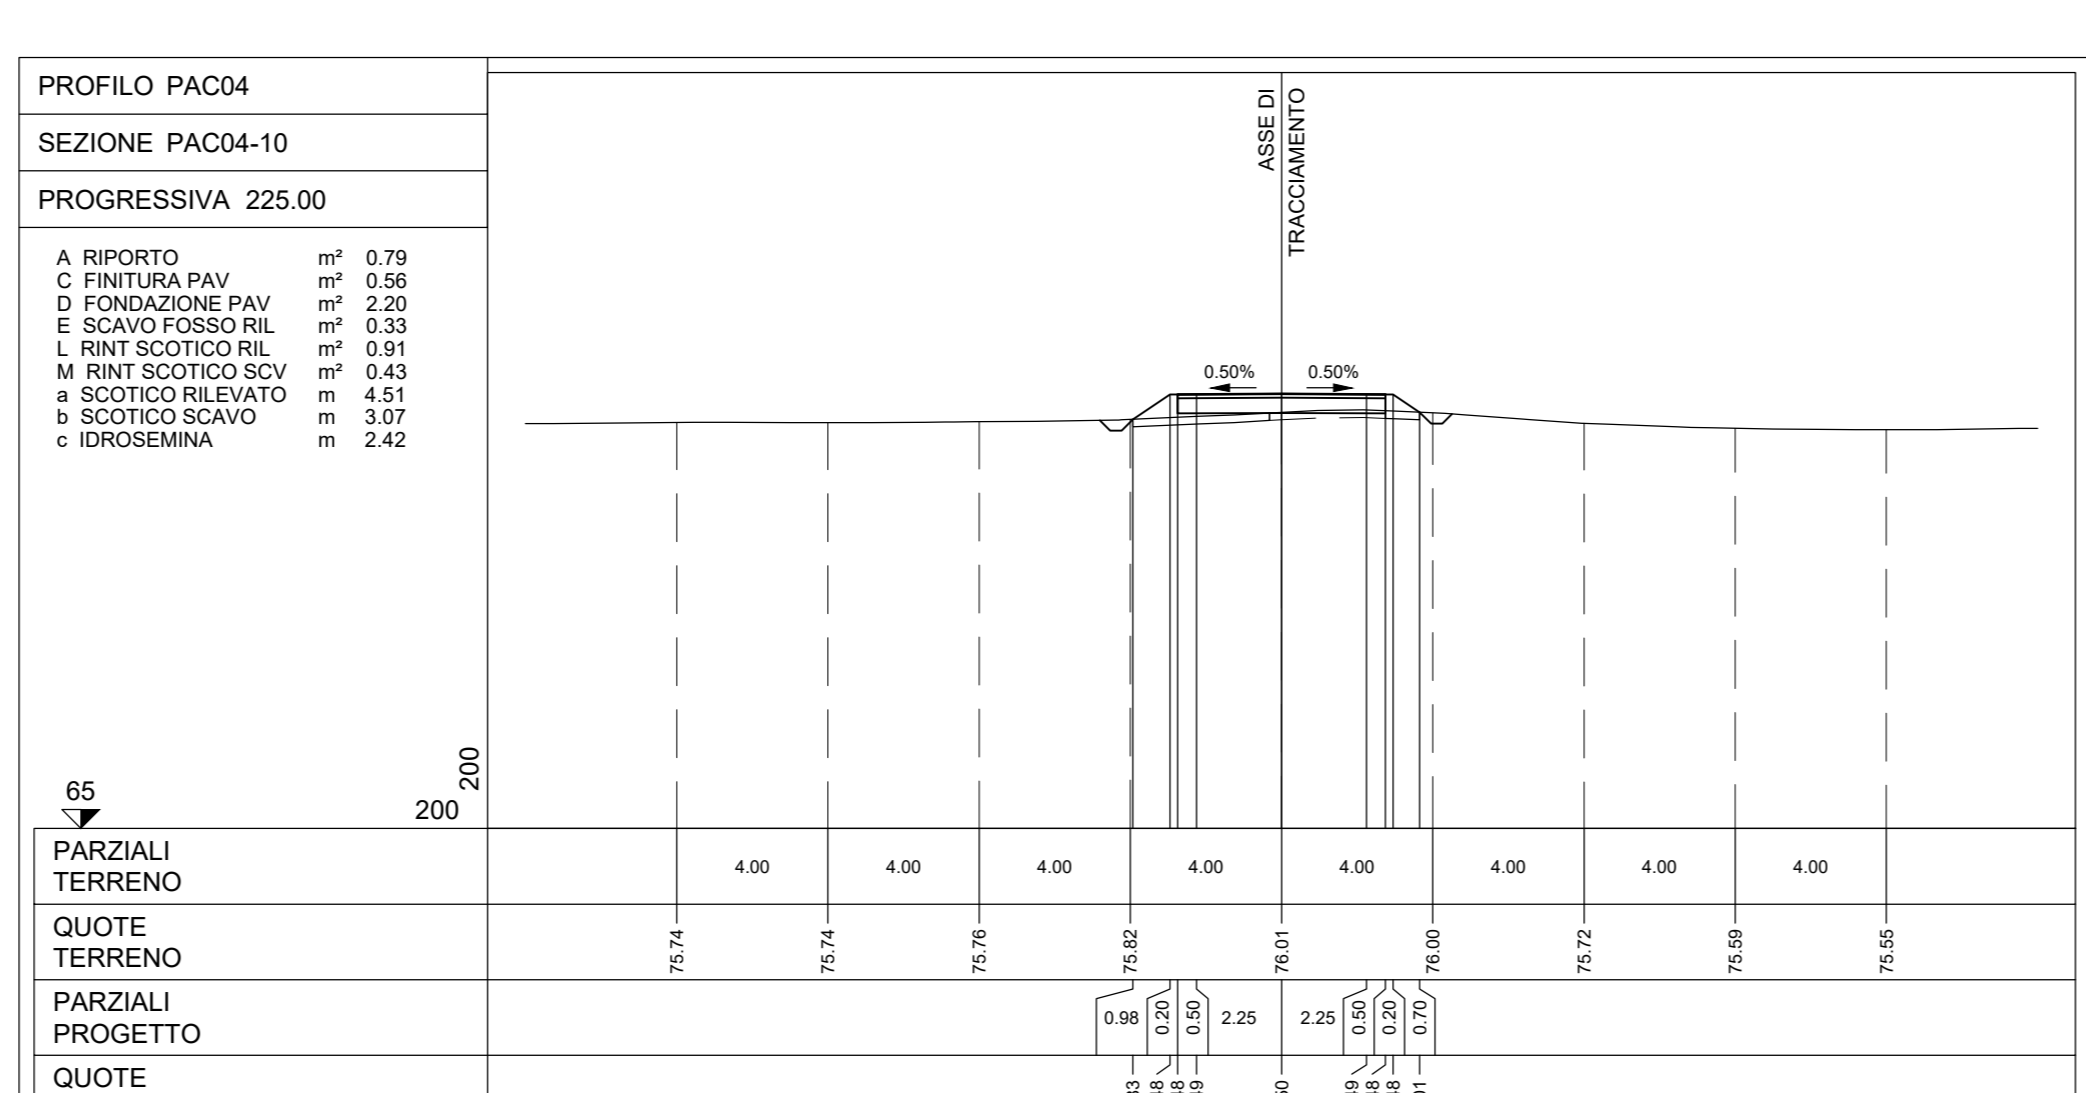 PROFILO PAC04
SEZIONE PAC04-10
PROGRESSIVA 225.00
A RIPORTO m² 0.79
C FINITURA PAV m² 0.56
D FONDAZIONE PAV m² 2.20
E SCAVO FOSSO RIL m² 0.33
L RINT SCOTICO RIL m² 0.91
M RINT SCOTICO SCV m² 0.43
a SCOTICO RILEVATO m 4.51
b SCOTICO SCAVO m 3.07
c IDROSEMINA m 2.42
ASSE DI
TRACCIAMENTO
0.50% 0.50%
65
200
200
PARZIALI
TERRENO
4.00 4.00 4.00 4.00 4.00 4.00 4.00 4.00
QUOTE
TERRENO
75.74 75.74 75.76 75.82 76.01 76.00 75.72 75.59 75.55
PARZIALI
PROGETTO
0.98 0.20 0.50 2.25 2.25 0.50 0.20 0.70
QUOTE